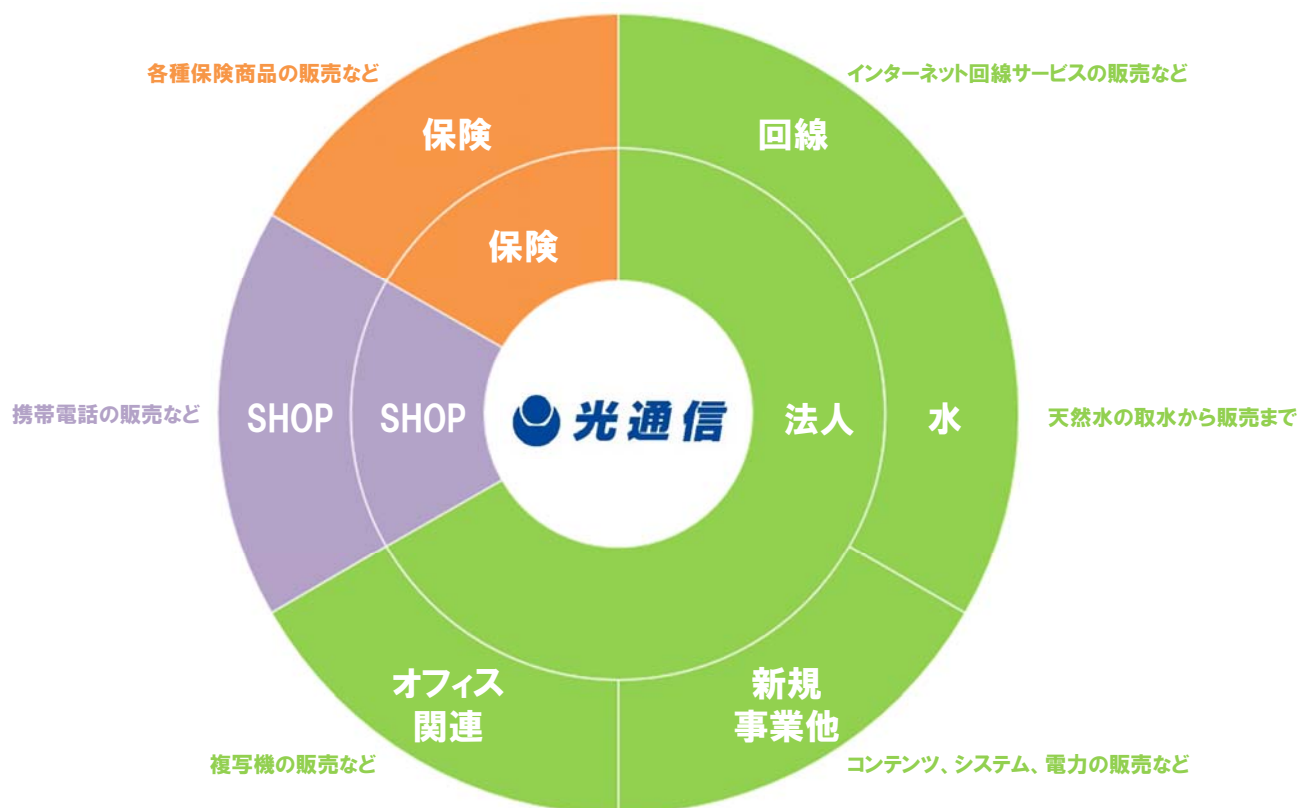 各種保険商品の販売など
インターネット回線サービスの販売など
保険
回線
保険
携帯電話の販売など
SHOP
SHOP
光通信
法人
水
天然水の取水から販売まで
オフィス
関連
新規
事業他
複写機の販売など
コンテンツ、システム、電力の販売など